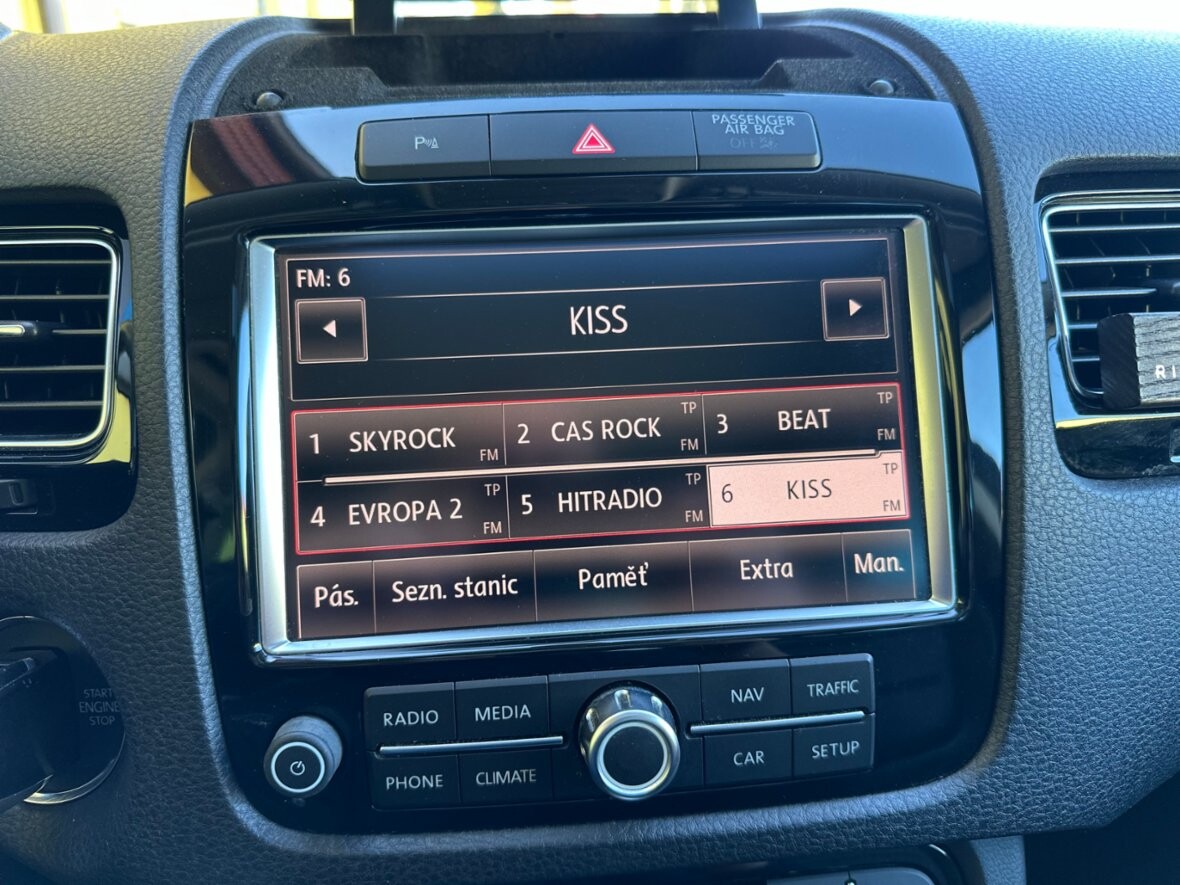 P
PASSENGER
AIR BAG
OFF
FM: 6
KISS
1 SKYROCK FM
2 CAS ROCK TP FM
3 BEAT TP FM
4 EVROPA 2 TP FM
5 HITRADIO TP FM
6 KISS TP FM
Pás.
Sezn. stanic
Paměť
Extra
Man.
START
ENGINE
STOP
RADIO
MEDIA
NAV
TRAFFIC
PHONE
CLIMATE
CAR
SETUP